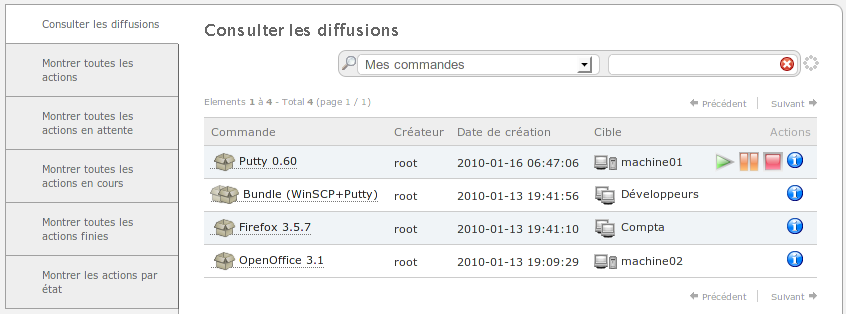 Consulter les diffusions
Montrer toutes les
actions
Montrer toutes les
actions en attente
Montrer toutes les
actions en cours
Montrer toutes les
actions finies
Montrer les actions par
état
Consulter les diffusions
Mes commandes
Elements 1 à 4 - Total 4 (page 1 / 1)
Précédent | Suivant
Commande Créateur Date de création Cible Actions
Putty 0.60 root 2010-01-16 06:47:06 machine01
Bundle (WinSCP+Putty) root 2010-01-13 19:41:56 Développeurs
Firefox 3.5.7 root 2010-01-13 19:41:10 Compta
OpenOffice 3.1 root 2010-01-13 19:09:29 machine02
Précédent | Suivant